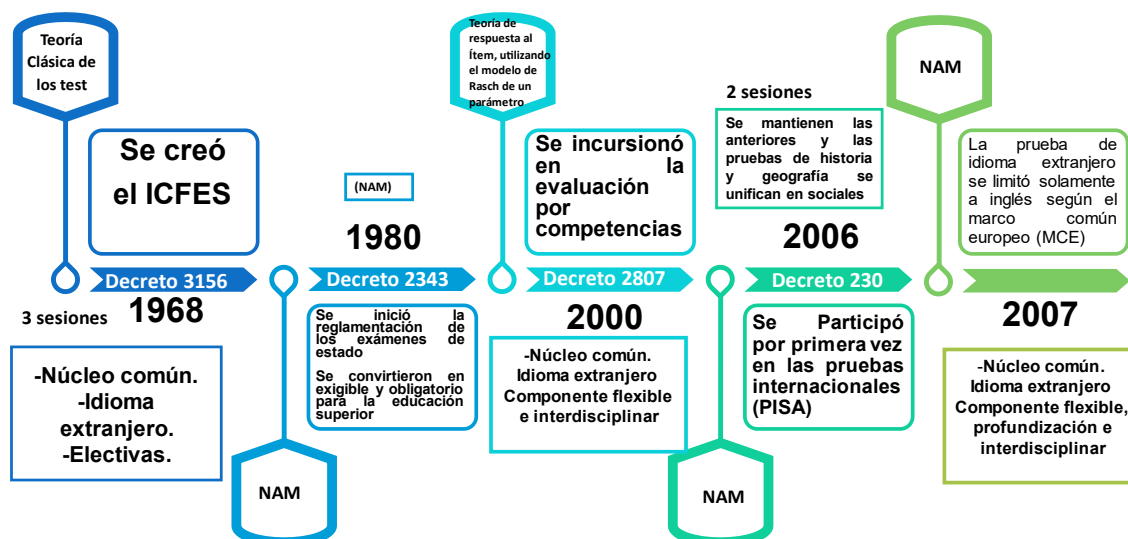 Teoría
Clásica de
los test
Se creó
el ICFES
Decreto 3156
1968
3 sesiones
-Núcleo común.
-Idioma
extranjero.
-Electivas.
(NAM)
1980
Decreto 2343
Se inició la
reglamentación de
los exámenes de
estado
Se convirtieron en
exigible y obligatorio
para la educación
superior
NAM
Teoría de
respuesta al
Ítem, utilizando
el modelo de
Rasch de un
parámetro
Se incursionó
en la
evaluación
por
competencias
Decreto 2807
2000
-Núcleo común.
Idioma extranjero
Componente flexible
e interdisciplinar
2 sesiones
Se mantienen las
anteriores y las
pruebas de historia
y geografía se
unifican en sociales
2006
Decreto 230
Se Participó
por primera vez
en las pruebas
internacionales
(PISA)
NAM
NAM
La prueba de
idioma extranjero
se limitó solamente
a inglés según el
marco común
europeo (MCE)
2007
-Núcleo común.
Idioma extranjero
Componente flexible,
profundización e
interdisciplinar